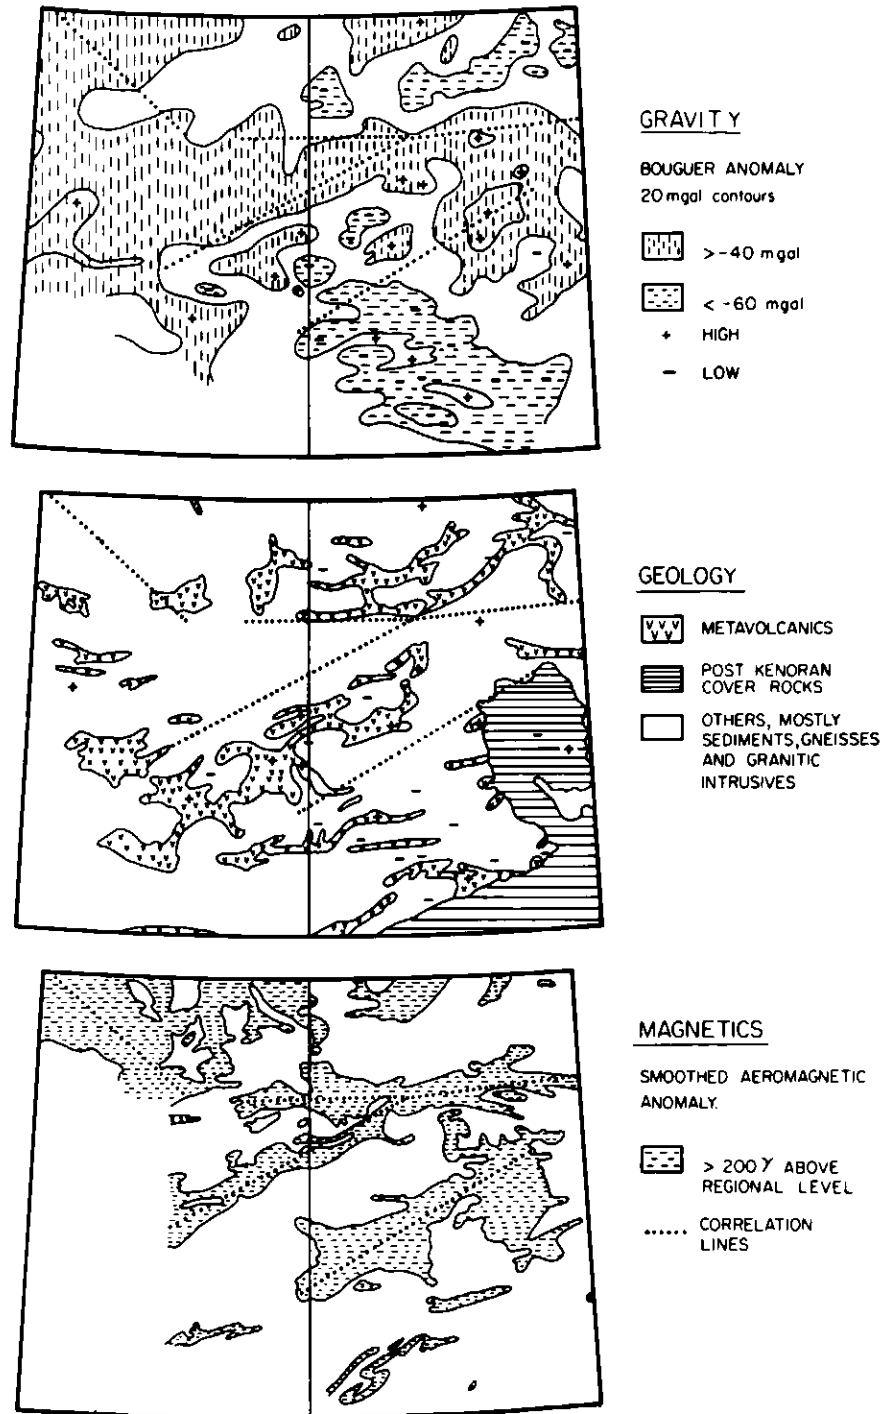 GRAVITY
BOUGUER ANOMALY
20 mgal contours
>-40 mgal
< -60 mgal
+ HIGH
- LOW
GEOLOGY
METAVOLCANICS
POST KENORAN
COVER ROCKS
OTHERS, MOSTLY
SEDIMENTS, GNEISSES
AND GRANITIC
INTRUSIVES
MAGNETICS
SMOOTHED AEROMAGNETIC
ANOMALY.
> 200 γ ABOVE
REGIONAL LEVEL
CORRELATION
LINES